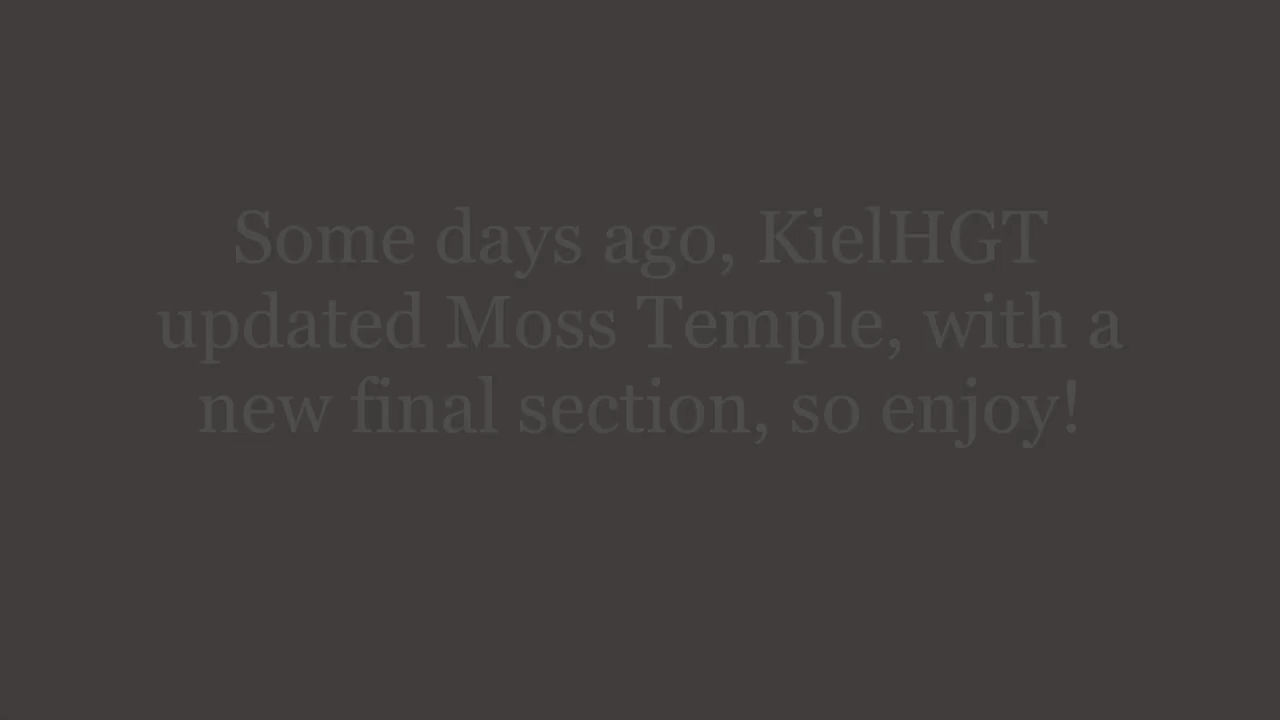 Some days ago, KielHGT
updated Moss Temple, with a
new final section, so enjoy!